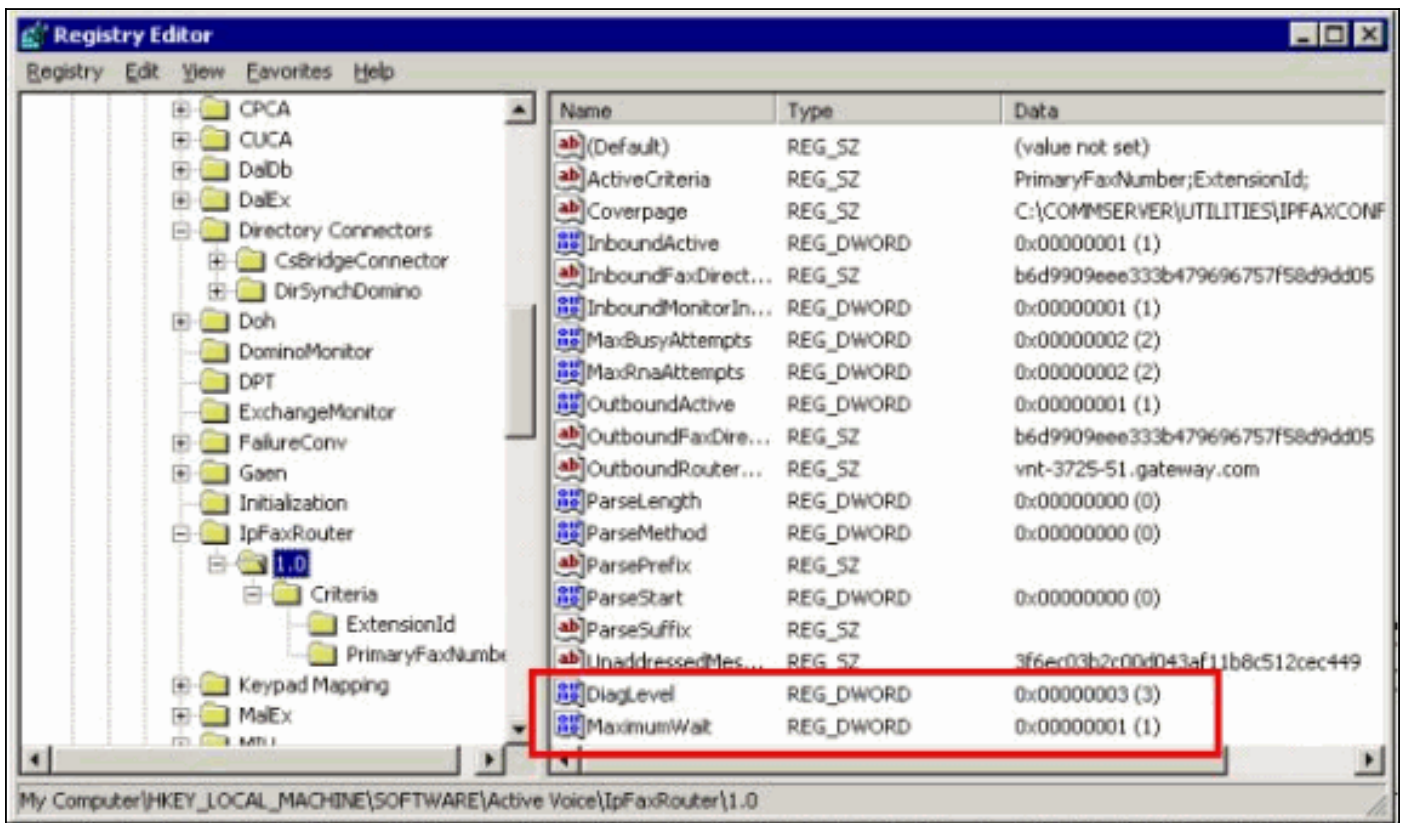 Registry Editor
Registry Edit View Favorites Help
CPCA
CUCA
DalDb
DalEx
Directory Connectors
CsBridgeConnector
DirSynchDomino
Doh
DominoMonitor
DPT
ExchangeMonitor
FailureConv
Gaen
Initialization
IpFaxRouter
1.0
Criteria
ExtensionId
PrimaryFaxNumbe
Keypad Mapping
MalEx
Name Type Data
(Default) REG_SZ (value not set)
ActiveCriteria REG_SZ PrimaryFaxNumber;ExtensionId;
Coverpage REG_SZ C:\COMMSERVER\UTILITIES\IPFAXCONF
InboundActive REG_DWORD 0x00000001 (1)
InboundFaxDirect... REG_SZ b6d9909eee333b479696757f58d9dd05
InboundMonitorIn... REG_DWORD 0x00000001 (1)
MaxBusyAttempts REG_DWORD 0x00000002 (2)
MaxRnaAttempts REG_DWORD 0x00000002 (2)
OutboundActive REG_DWORD 0x00000001 (1)
OutboundFaxDire... REG_SZ b6d9909eee333b479696757f58d9dd05
OutboundRouter... REG_SZ vnt-3725-51.gateway.com
ParseLength REG_DWORD 0x00000000 (0)
ParseMethod REG_DWORD 0x00000000 (0)
ParsePrefix REG_SZ
ParseStart REG_DWORD 0x00000000 (0)
ParseSuffix REG_SZ
UnaddressedMes... REG_SZ 3f6ec03b2c00d043af11b8c512cec449
DiagLevel REG_DWORD 0x00000003 (3)
MaximumWait REG_DWORD 0x00000001 (1)
My Computer\HKEY_LOCAL_MACHINE\SOFTWARE\Active Voice\IpFaxRouter\1.0